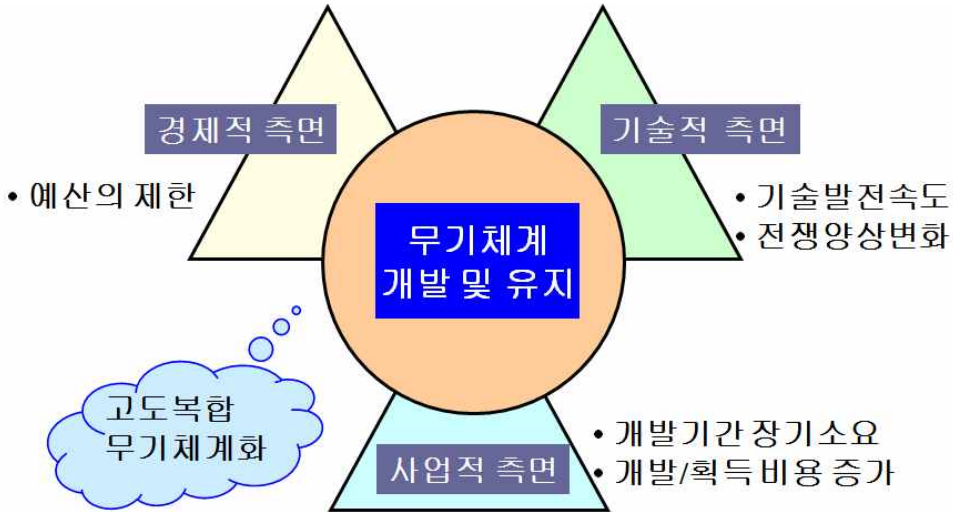 경제적 측면
• 예산의 제한
기술적 측면
• 기술발전속도
• 전쟁양상변화
무기체계
개발 및 유지
고도복합
무기체계화
사업적 측면
• 개발기간 장기소요
• 개발/획득 비용 증가